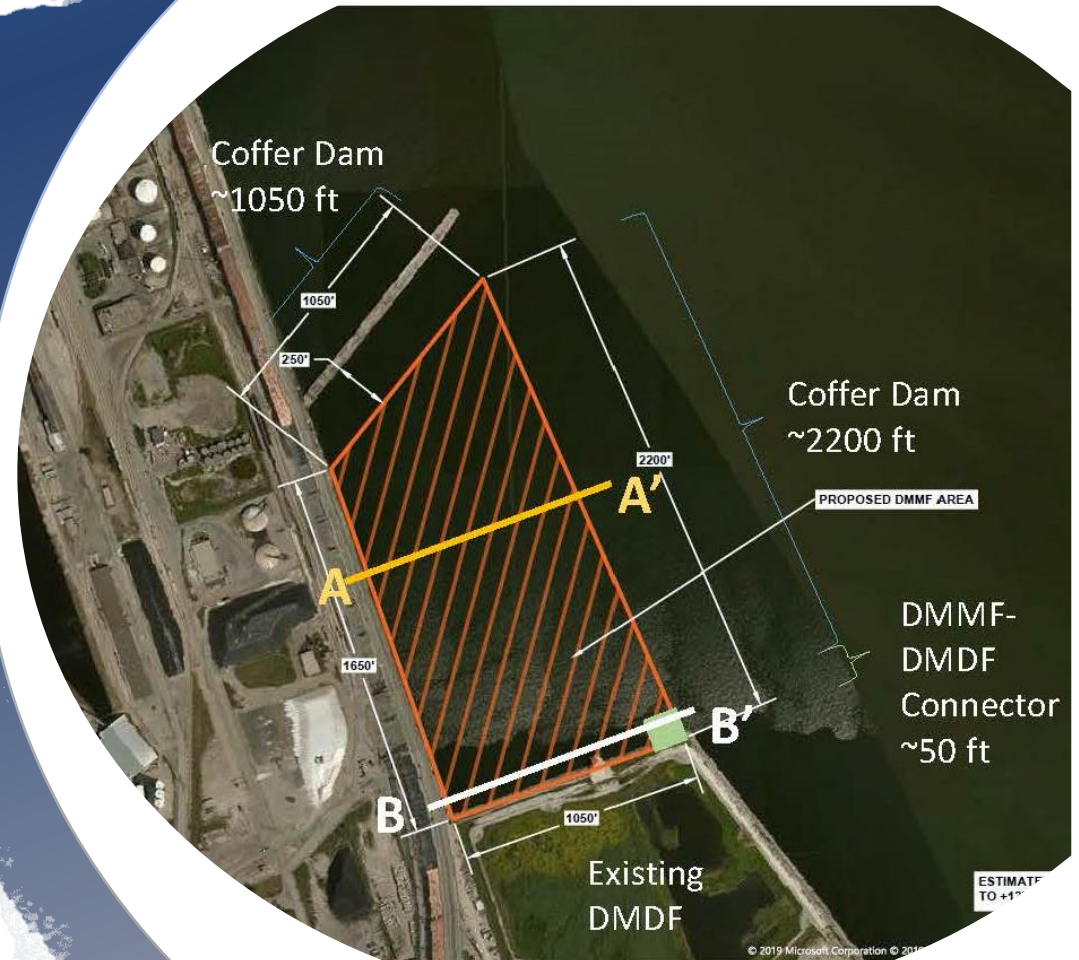 Coffer Dam
~1050 ft
1050'
250'
Coffer Dam
~2200 ft
2200'
PROPOSED DMMF AREA
A'
A
DMMF-
DMDF
Connector
~50 ft
1650'
B'
B
1050'
Existing
DMDF
TO
© 2019 Microsoft Corporation ©